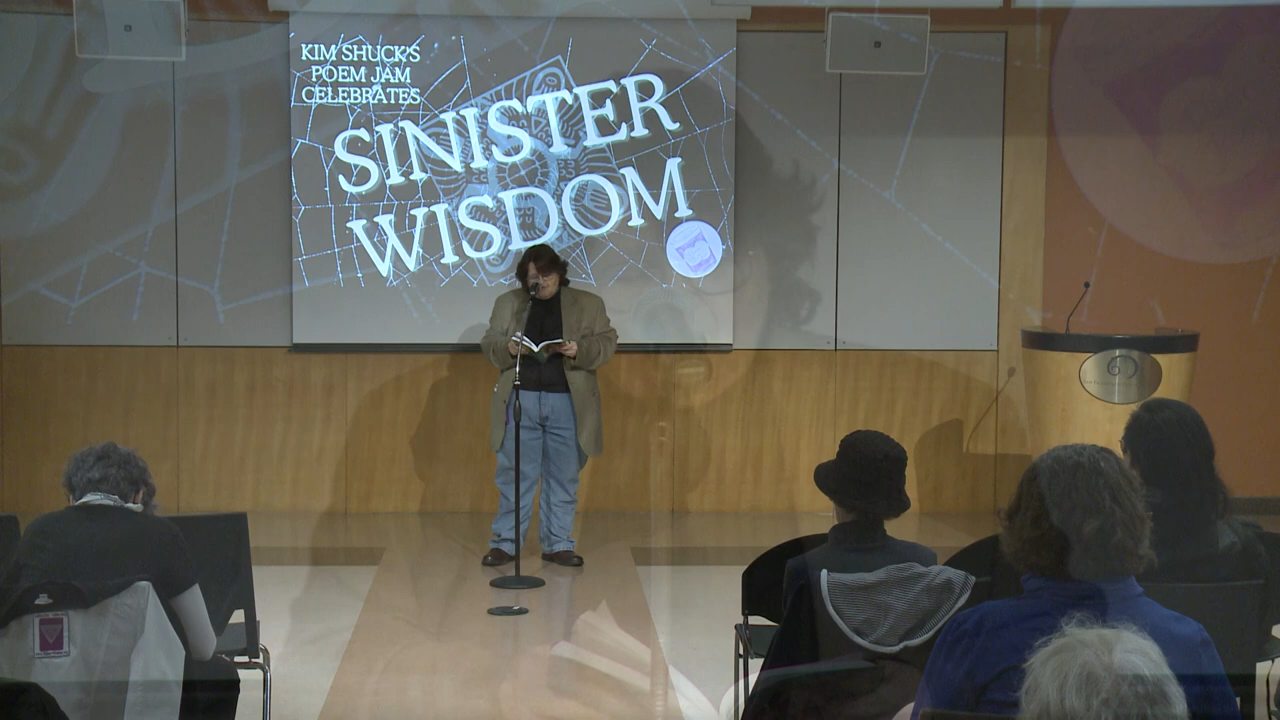 KIM SHUCK'S
POEM JAM
CELEBRATES
SINISTER
WISDOM